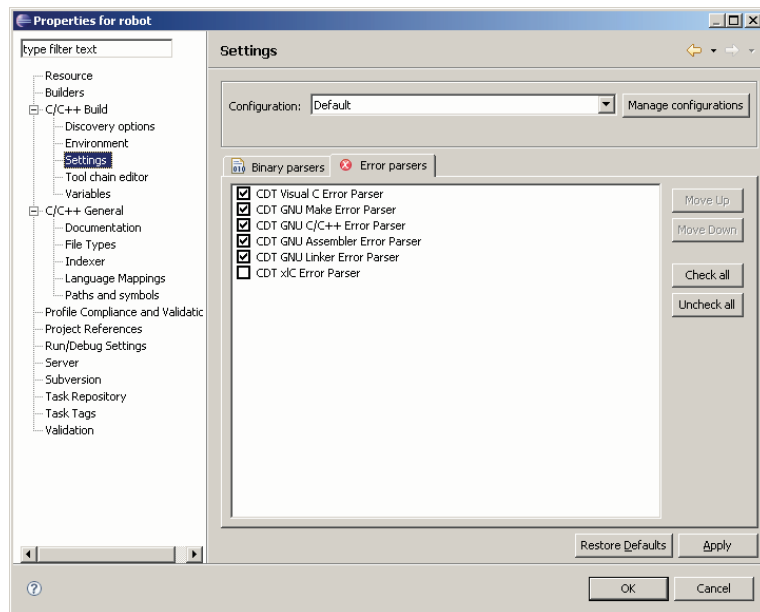 Properties for robot
type filter text
Resource
Builders
C/C++ Build
Discovery options
Environment
Settings
Tool chain editor
Variables
C/C++ General
Documentation
File Types
Indexer
Language Mappings
Paths and symbols
Profile Compliance and Validatic
Project References
Run/Debug Settings
Server
Subversion
Task Repository
Task Tags
Validation
Settings
Configuration: Default Manage configurations
Binary parsers Error parsers
CDT Visual C Error Parser
CDT GNU Make Error Parser
CDT GNU C/C++ Error Parser
CDT GNU Assembler Error Parser
CDT GNU Linker Error Parser
CDT xlC Error Parser
Move Up
Move Down
Check all
Uncheck all
Restore Defaults Apply
OK Cancel